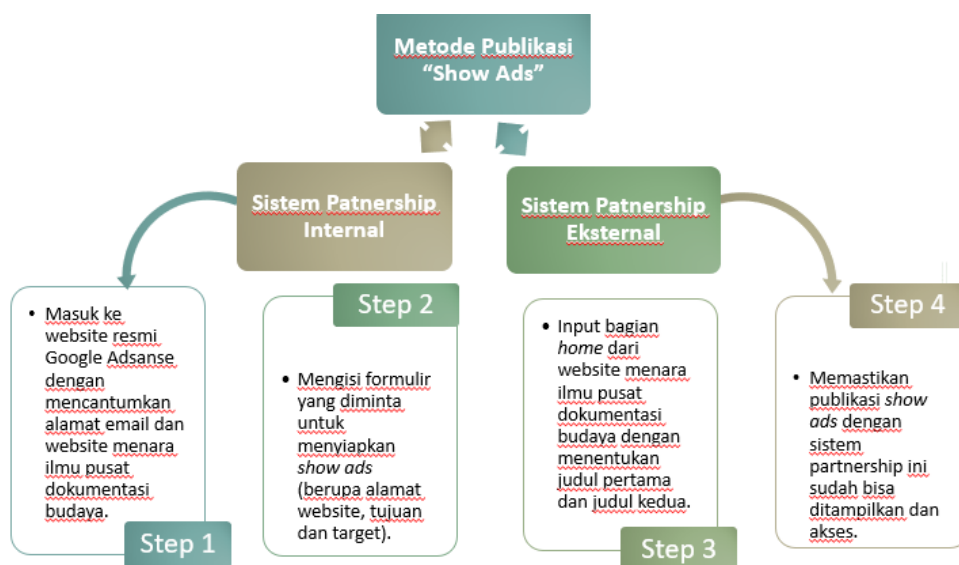 Metode Publikasi
“Show Ads”
Sistem Patnership
Internal
Sistem Patnership
Eksternal
• Masuk ke
website resmi
Google Adsanse
dengan
mencantumkan
alamat email dan
website menara
ilmu pusat
dokumentasi
budaya.
Step 1
Step 2
• Mengisi formulir
yang diminta
untuk
menyiapkan
show ads
(berupa alamat
website, tujuan
dan target).
• Input bagian
home dari
website menara
ilmu pusat
dokumentasi
budaya dengan
menentukan
judul pertama
dan judul kedua.
Step 3
Step 4
• Memastikan
publikasi show
ads dengan
sistem
partnership ini
sudah bisa
ditampilkan dan
akses.